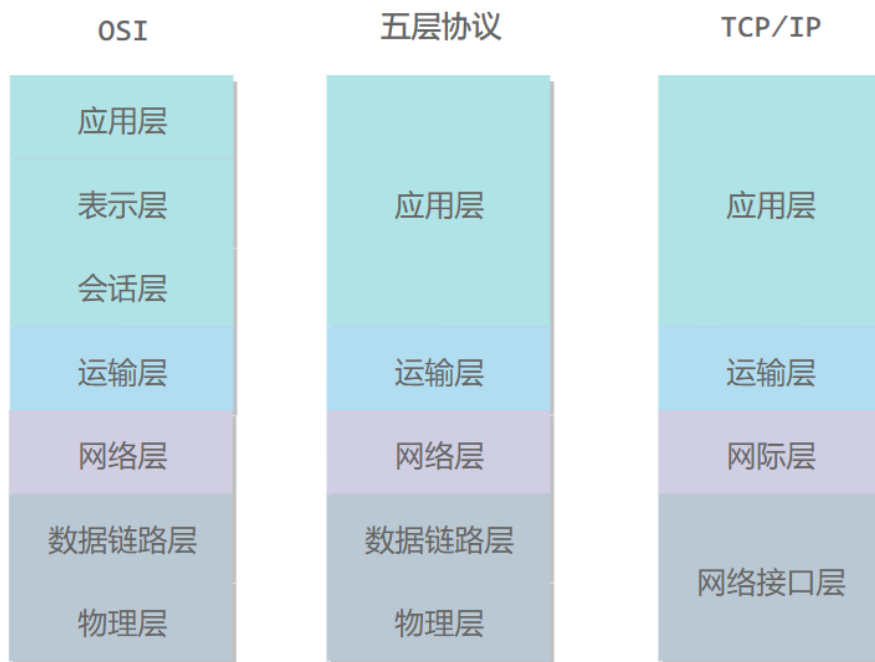 OSI
五层协议
TCP/IP
应用层
表示层
会话层
运输层
网络层
数据链路层
物理层
应用层
运输层
网络层
数据链路层
物理层
应用层
运输层
网际层
网络接口层